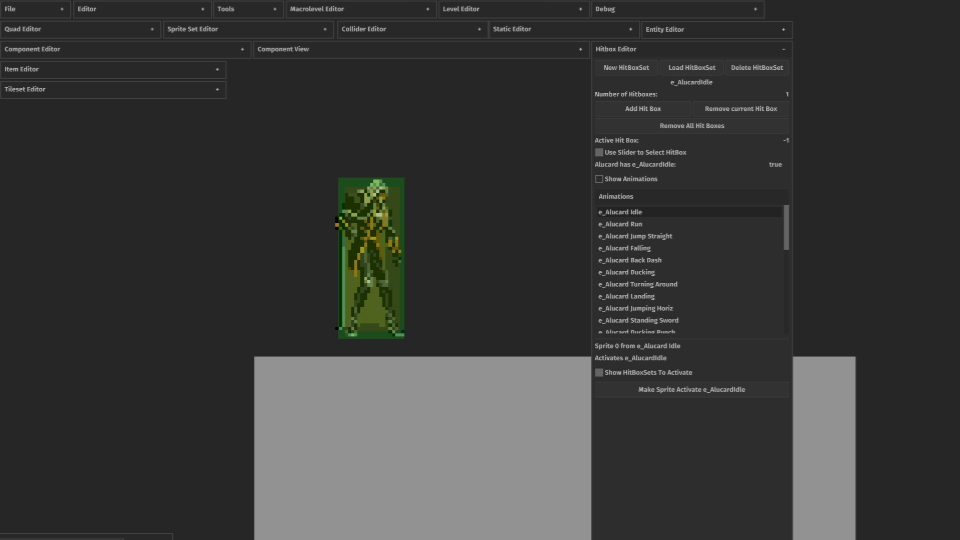 File + Editor + Tools + Macrolevel Editor + Level Editor + Debug +
Quad Editor + Sprite Set Editor + Collider Editor + Static Editor + Entity Editor +
Component Editor + Component View + Hitbox Editor -
Item Editor +
Tileset Editor +
New HitBoxSet Load HitBoxSet Delete HitBoxSet
e_AlucardIdle
Number of Hitboxes: 1
Add Hit Box Remove current Hit Box
Remove All Hit Boxes
Active Hit Box: -1
Use Slider to Select HitBox
Alucard has e_AlucardIdle: true
Show Animations
Animations
e_Alucard Idle
e_Alucard Run
e_Alucard Jump Straight
e_Alucard Falling
e_Alucard Back Dash
e_Alucard Ducking
e_Alucard Turning Around
e_Alucard Landing
e_Alucard Jumping Horiz
e_Alucard Standing Sword
e_Alucard Ducking Punch
Sprite 0 from e_Alucard Idle
Activates e_AlucardIdle
Show HitBoxSets To Activate
Make Sprite Activate e_AlucardIdle